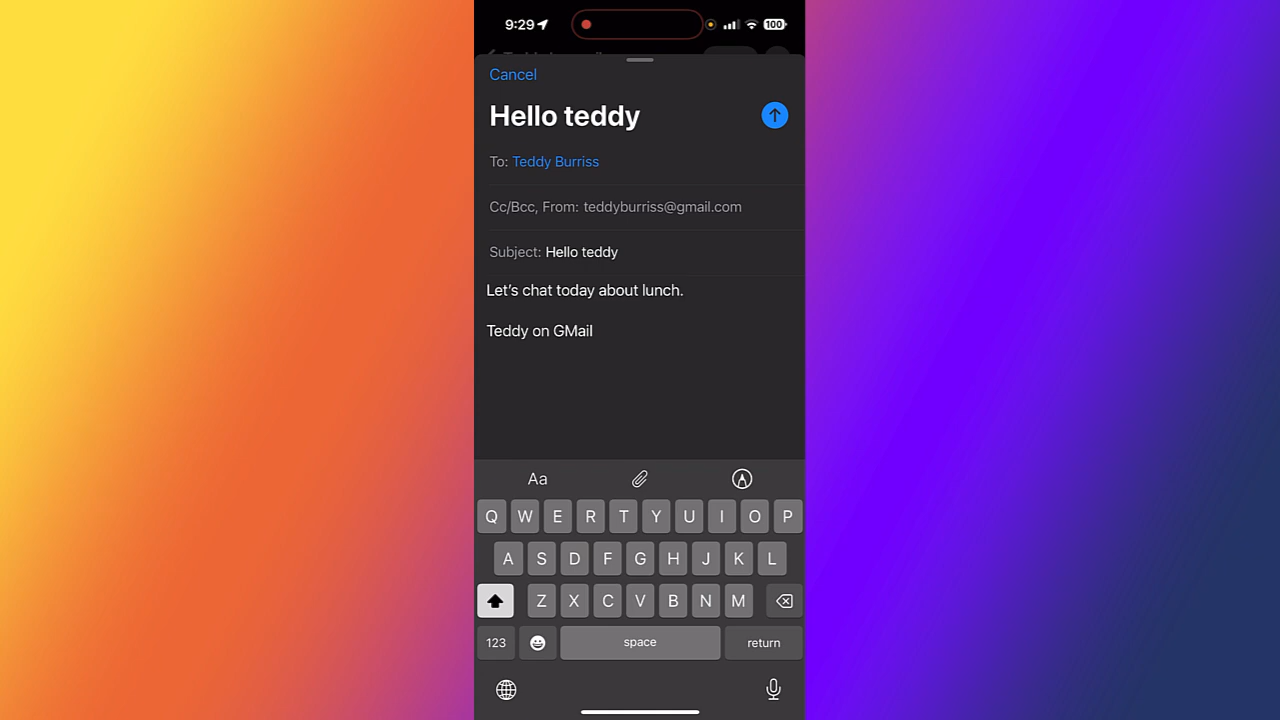 9:29 100
Cancel
Hello teddy
To: Teddy Burriss
Cc/Bcc, From: teddyburriss@gmail.com
Subject: Hello teddy
Let’s chat today about lunch.
Teddy on GMail
Aa
Q W E R T Y U I O P
A S D F G H J K L
Z X C V B N M
123 space return